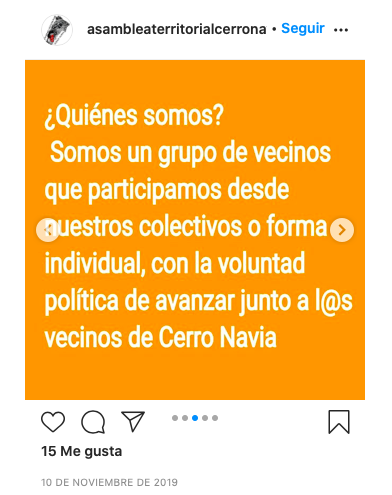 asambleaterritorialcerrona • Seguir ...
¿Quiénes somos?
Somos un grupo de vecinos
que participamos desde
nuestros colectivos o forma
individual, con la voluntad
política de avanzar junto a l@s
vecinos de Cerro Navia
15 Me gusta
10 DE NOVIEMBRE DE 2019